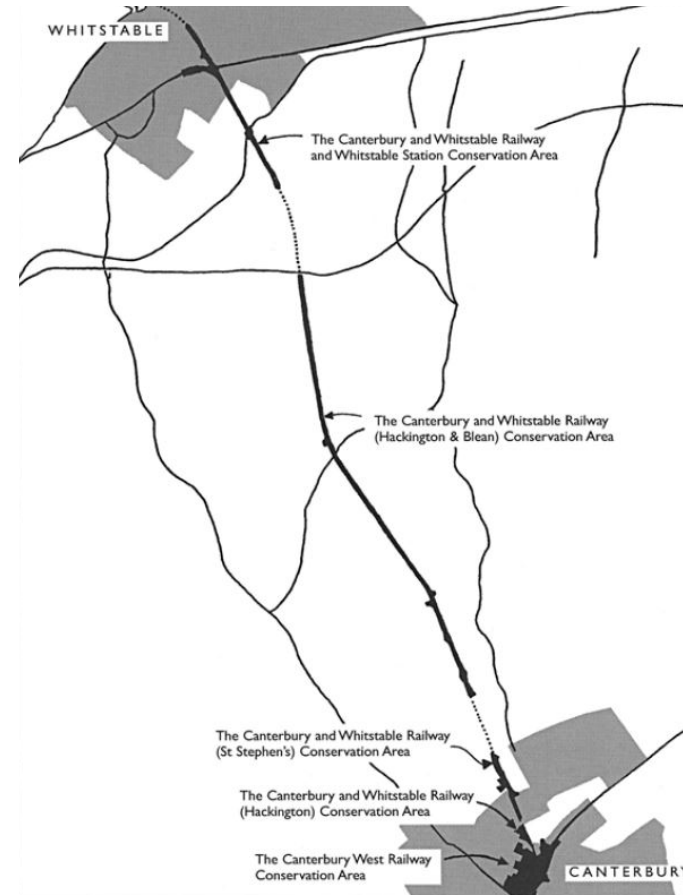 WHITSTABLE
The Canterbury and Whitstable Railway
and Whitstable Station Conservation Area
The Canterbury and Whitstable Railway
(Hackington & Blean) Conservation Area
The Canterbury and Whitstable Railway
(St Stephen's) Conservation Area
The Canterbury and Whitstable Railway
(Hackington) Conservation Area
The Canterbury West Railway
Conservation Area
CANTERBURY